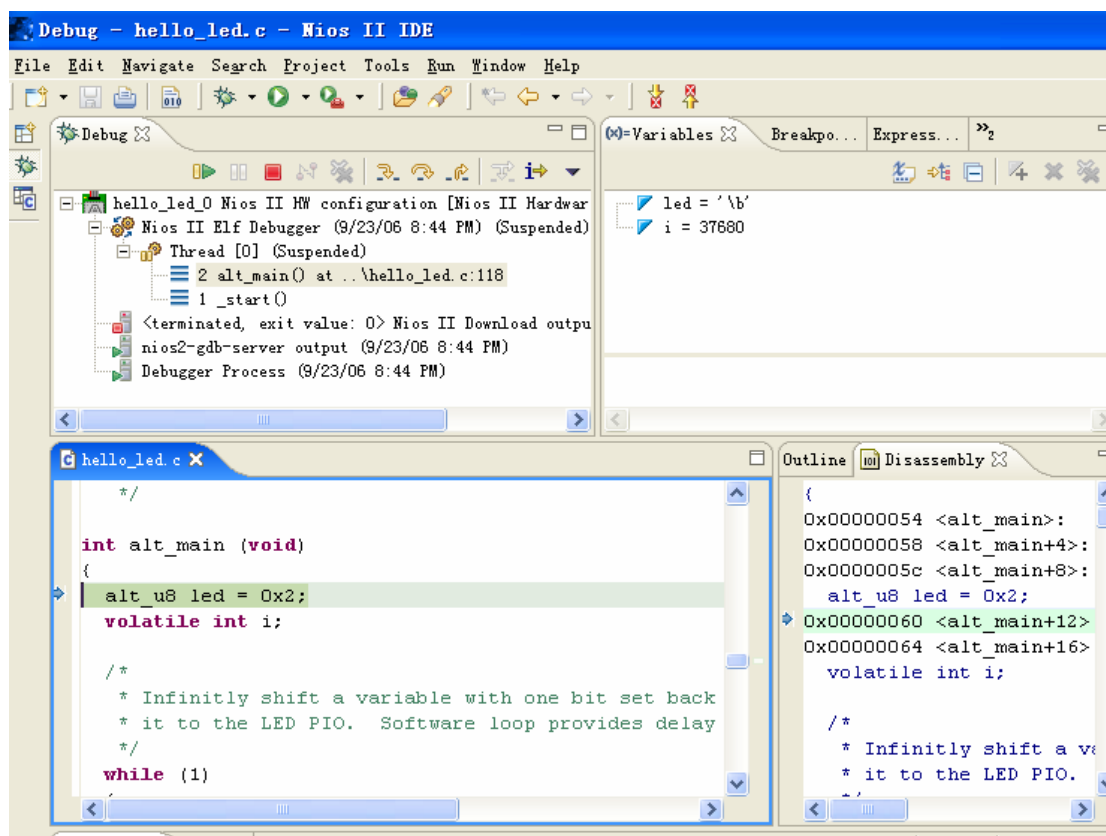 Debug - hello_led.c - Nios II IDE
File Edit Navigate Search Project Tools Run Window Help
Debug
hello_led_0 Nios II HW configuration [Nios II Hardwar
Nios II Elf Debugger (9/23/06 8:44 PM) (Suspended)
Thread [0] (Suspended)
2 alt_main() at ..\hello_led.c:118
1 _start()
<terminated, exit value: 0> Nios II Download outpu
nios2-gdb-server output (9/23/06 8:44 PM)
Debugger Process (9/23/06 8:44 PM)
(x)=Variables Breakpo... Express... »2
led = '\b'
i = 37680
hello_led.c
*/
int alt_main (void)
{
alt_u8 led = 0x2;
volatile int i;
/*
* Infinitly shift a variable with one bit set back
* it to the LED PIO.  Software loop provides delay
*/
while (1)
Outline Disassembly
{
0x00000054 <alt_main>:
0x00000058 <alt_main+4>:
0x0000005c <alt_main+8>:
alt_u8 led = 0x2;
0x00000060 <alt_main+12>
0x00000064 <alt_main+16>
volatile int i;
/*
* Infinitly shift a va
* it to the LED PIO.
*/